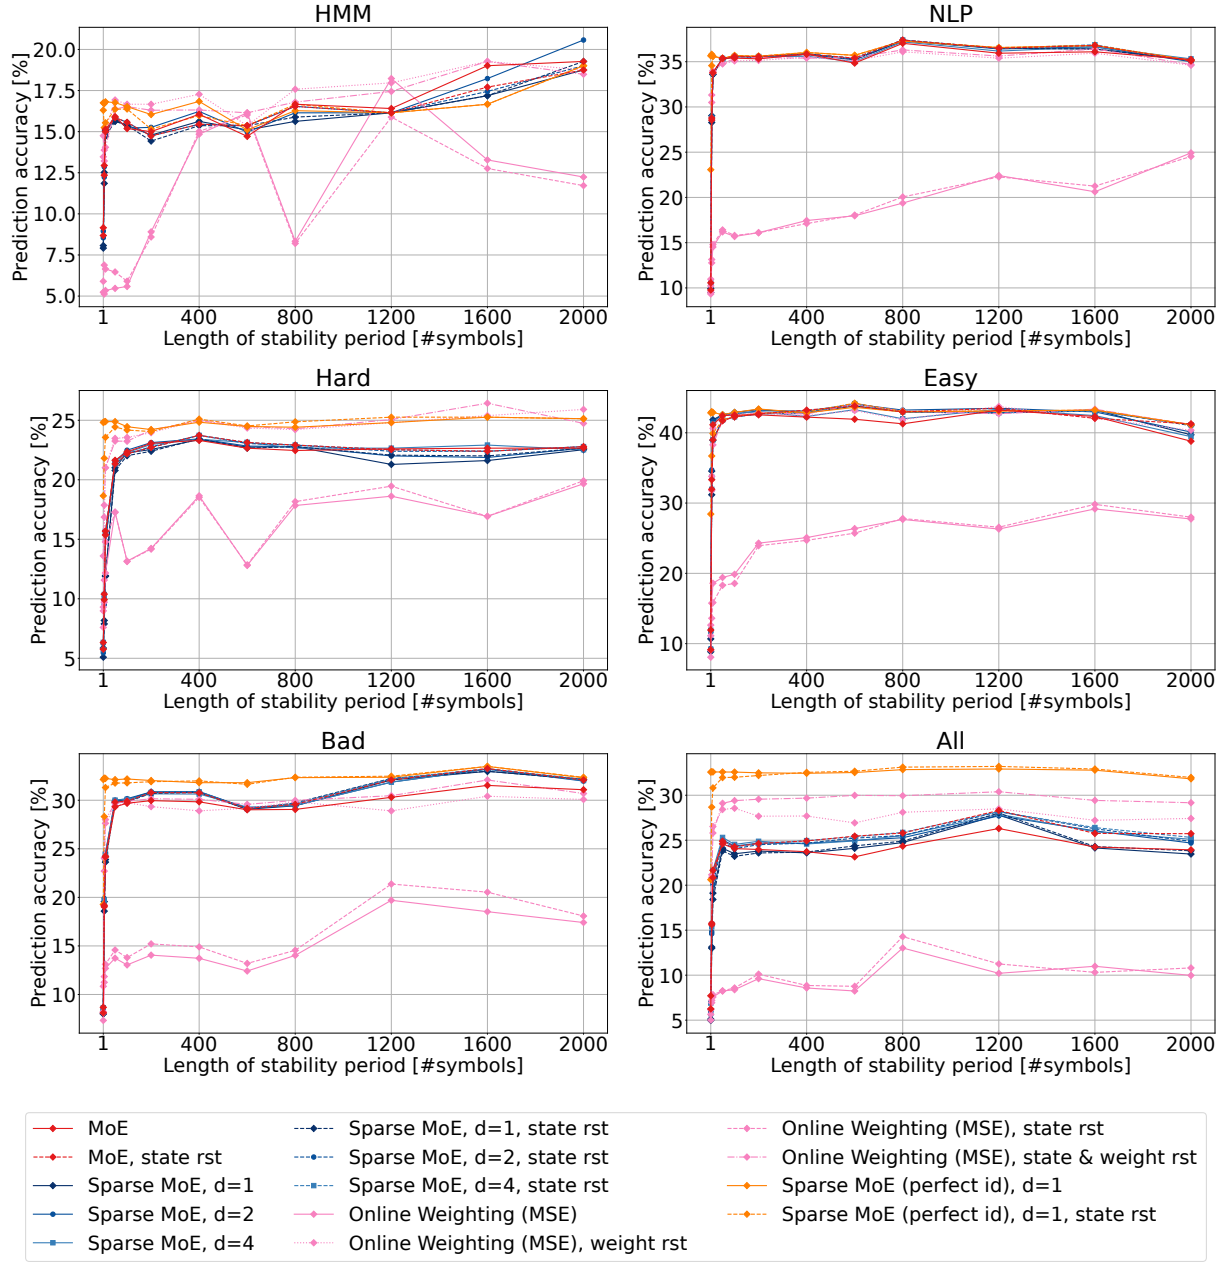 HMM
NLP
Prediction accuracy [%]
20.0
17.5
15.0
12.5
10.0
7.5
5.0
1 400 800 1200 1600 2000
Length of stability period [#symbols]
Prediction accuracy [%]
35
30
25
20
15
10
1 400 800 1200 1600 2000
Length of stability period [#symbols]
Hard
Easy
Prediction accuracy [%]
25
20
15
10
5
1 400 800 1200 1600 2000
Length of stability period [#symbols]
Prediction accuracy [%]
40
30
20
10
1 400 800 1200 1600 2000
Length of stability period [#symbols]
Bad
All
Prediction accuracy [%]
30
25
20
15
10
1 400 800 1200 1600 2000
Length of stability period [#symbols]
Prediction accuracy [%]
30
25
20
15
10
5
1 400 800 1200 1600 2000
Length of stability period [#symbols]
MoE
MoE, state rst
Sparse MoE, d=1
Sparse MoE, d=2
Sparse MoE, d=4
Sparse MoE, d=1, state rst
Sparse MoE, d=2, state rst
Sparse MoE, d=4, state rst
Online Weighting (MSE)
Online Weighting (MSE), weight rst
Online Weighting (MSE), state rst
Online Weighting (MSE), state & weight rst
Sparse MoE (perfect id), d=1
Sparse MoE (perfect id), d=1, state rst